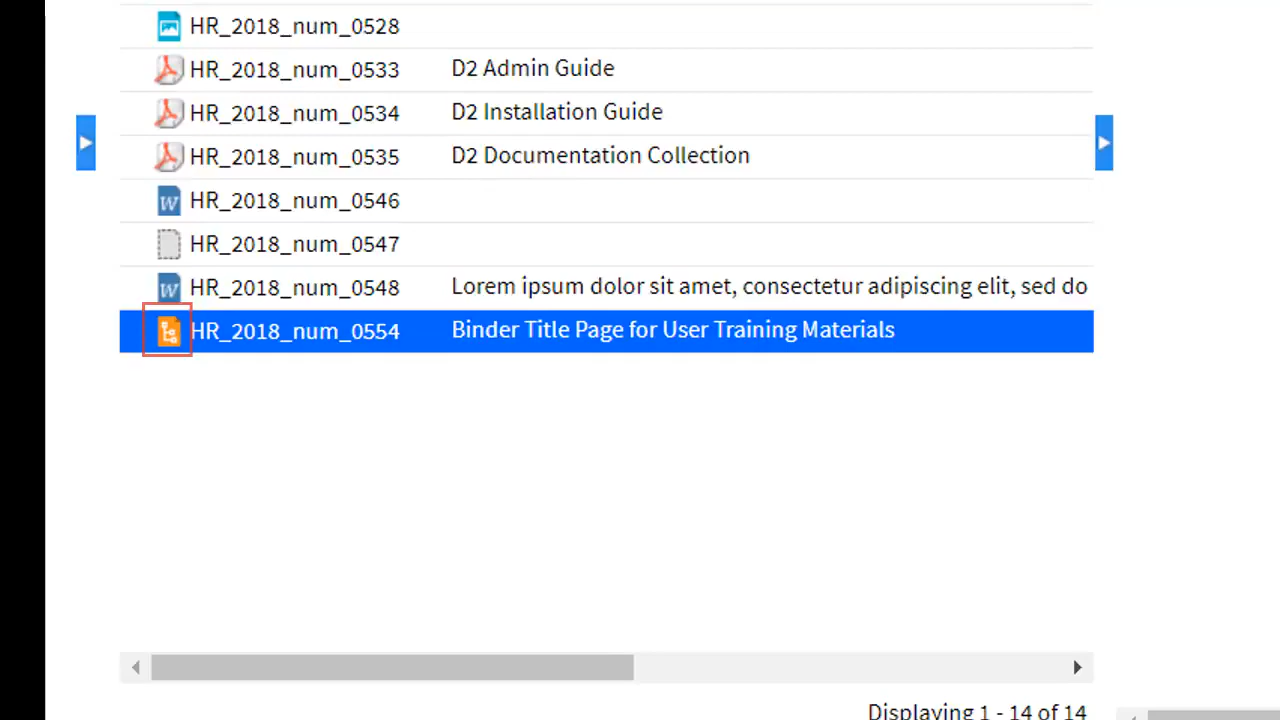 HR_2018_num_0528
HR_2018_num_0533 D2 Admin Guide
HR_2018_num_0534 D2 Installation Guide
HR_2018_num_0535 D2 Documentation Collection
HR_2018_num_0546
HR_2018_num_0547
HR_2018_num_0548 Lorem ipsum dolor sit amet, consectetur adipiscing elit, sed do
HR_2018_num_0554 Binder Title Page for User Training Materials
Displaying 1 - 14 of 14